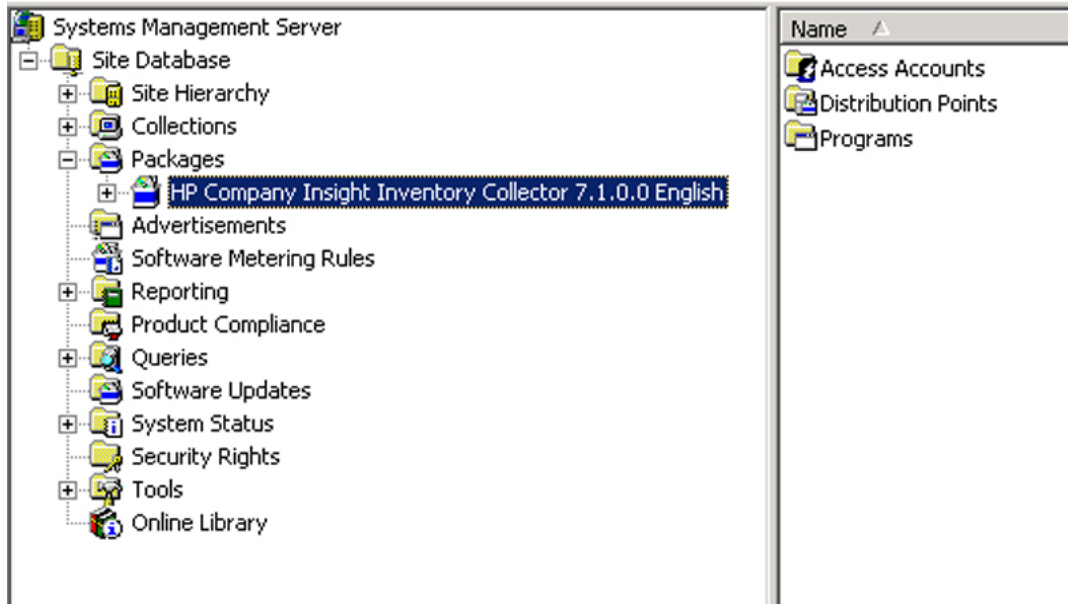 Systems Management Server
Site Database
Site Hierarchy
Collections
Packages
HP Company Insight Inventory Collector 7.1.0.0 English
Advertisements
Software Metering Rules
Reporting
Product Compliance
Queries
Software Updates
System Status
Security Rights
Tools
Online Library
Name
Access Accounts
Distribution Points
Programs